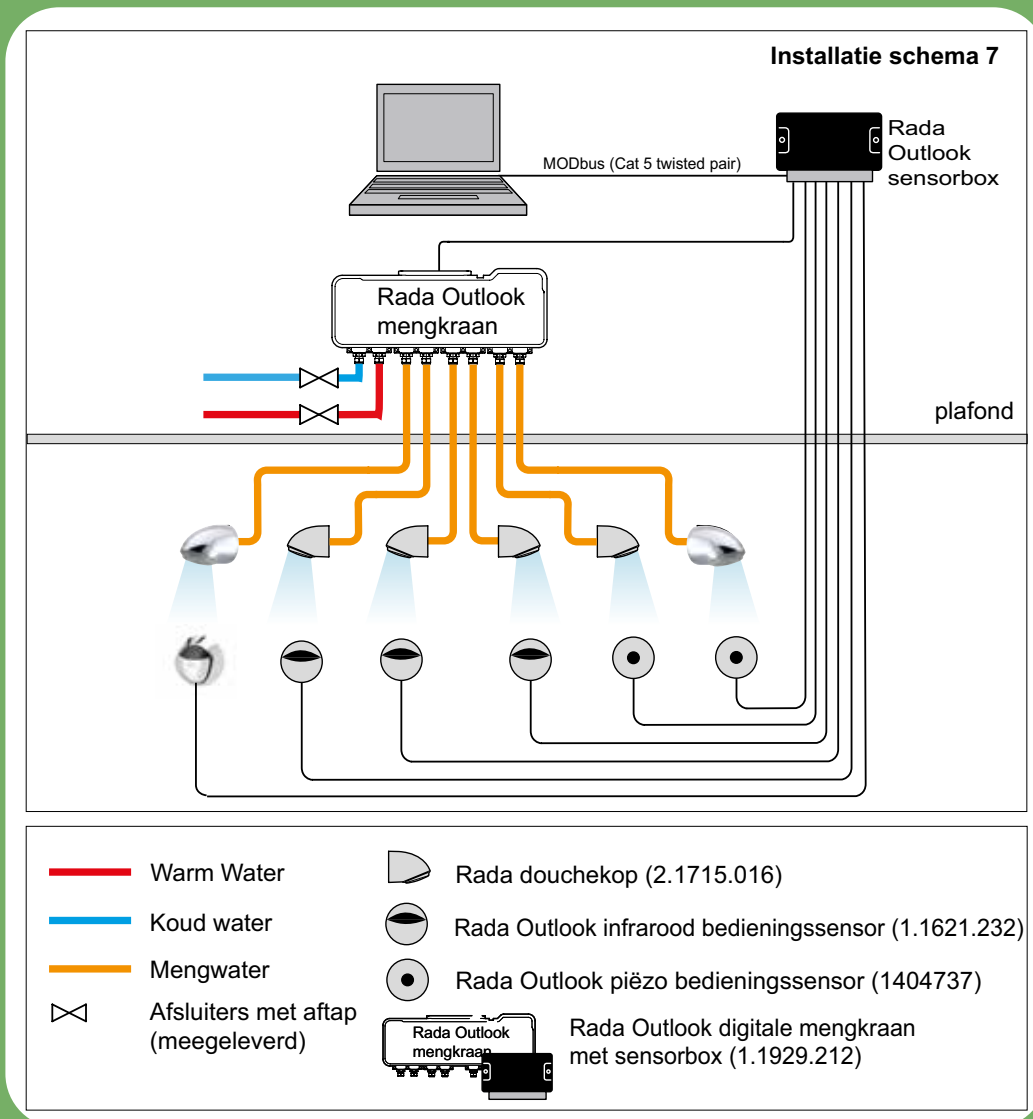 Installatie schema 7
Rada
Outlook
sensorbox
MODbus (Cat 5 twisted pair)
Rada Outlook
mengkraan
plafond
Warm Water
Koud water
Mengwater
Afsluiters met aftap
(meegeleverd)
Rada douchekop (2.1715.016)
Rada Outlook infrarood bedieningssensor (1.1621.232)
Rada Outlook piëzo bedieningssensor (1404737)
Rada Outlook
mengkraan
Rada Outlook digitale mengkraan
met sensorbox (1.1929.212)